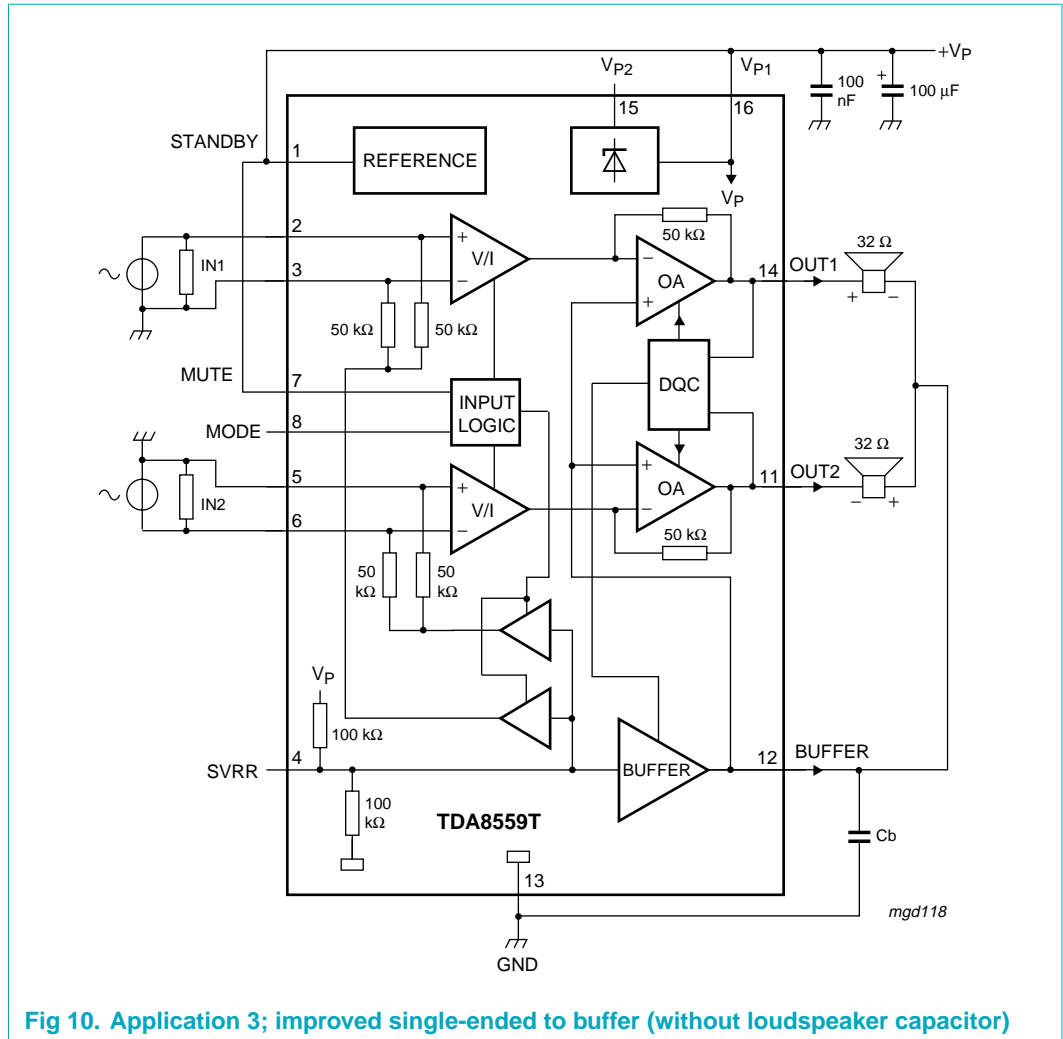 +VP
VP2
VP1
100
nF
+
100 µF
15
16
STANDBY
1
REFERENCE
VP
2
+
V/I
50 kΩ
32 Ω
IN1
3
−
−
OA
14
OUT1
+
+
−
50 kΩ
50 kΩ
MUTE
7
INPUT
LOGIC
DQC
MODE
8
32 Ω
5
+
V/I
+
OA
11
OUT2
IN2
6
−
−
−
+
50 kΩ
50
kΩ
50
kΩ
VP
100 kΩ
SVRR
4
BUFFER
12
BUFFER
100
kΩ
TDA8559T
Cb
13
mgd118
GND
Fig 10. Application 3; improved single-ended to buffer (without loudspeaker capacitor)